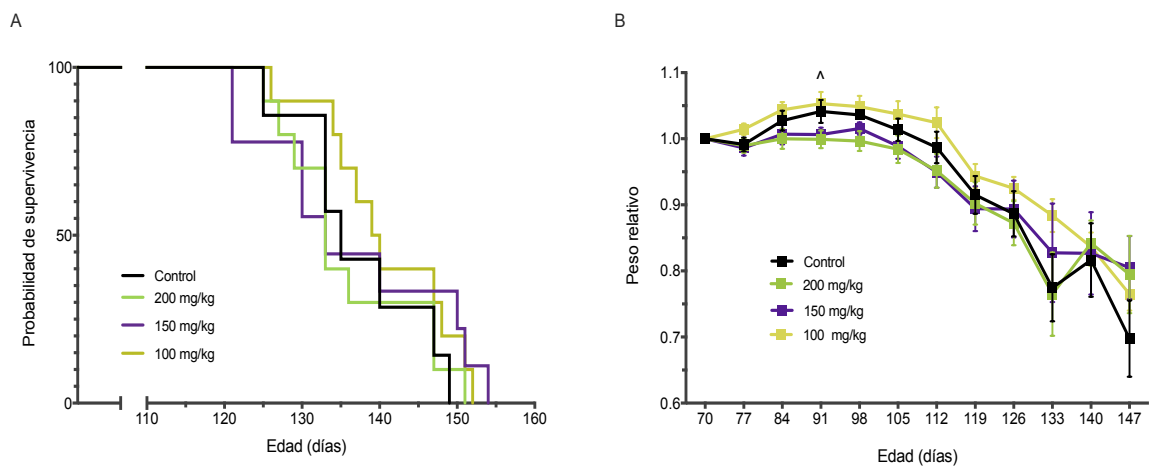 A
Probabilidad de supervivencia
100
50
0
Control
200 mg/kg
150 mg/kg
100 mg/kg
110 120 130 140 150 160
Edad (días)
B
Peso relativo
1.1
1.0
0.9
0.8
0.7
0.6
^
Control
200 mg/kg
150 mg/kg
100 mg/kg
70 77 84 91 98 105 112 119 126 133 140 147
Edad (días)